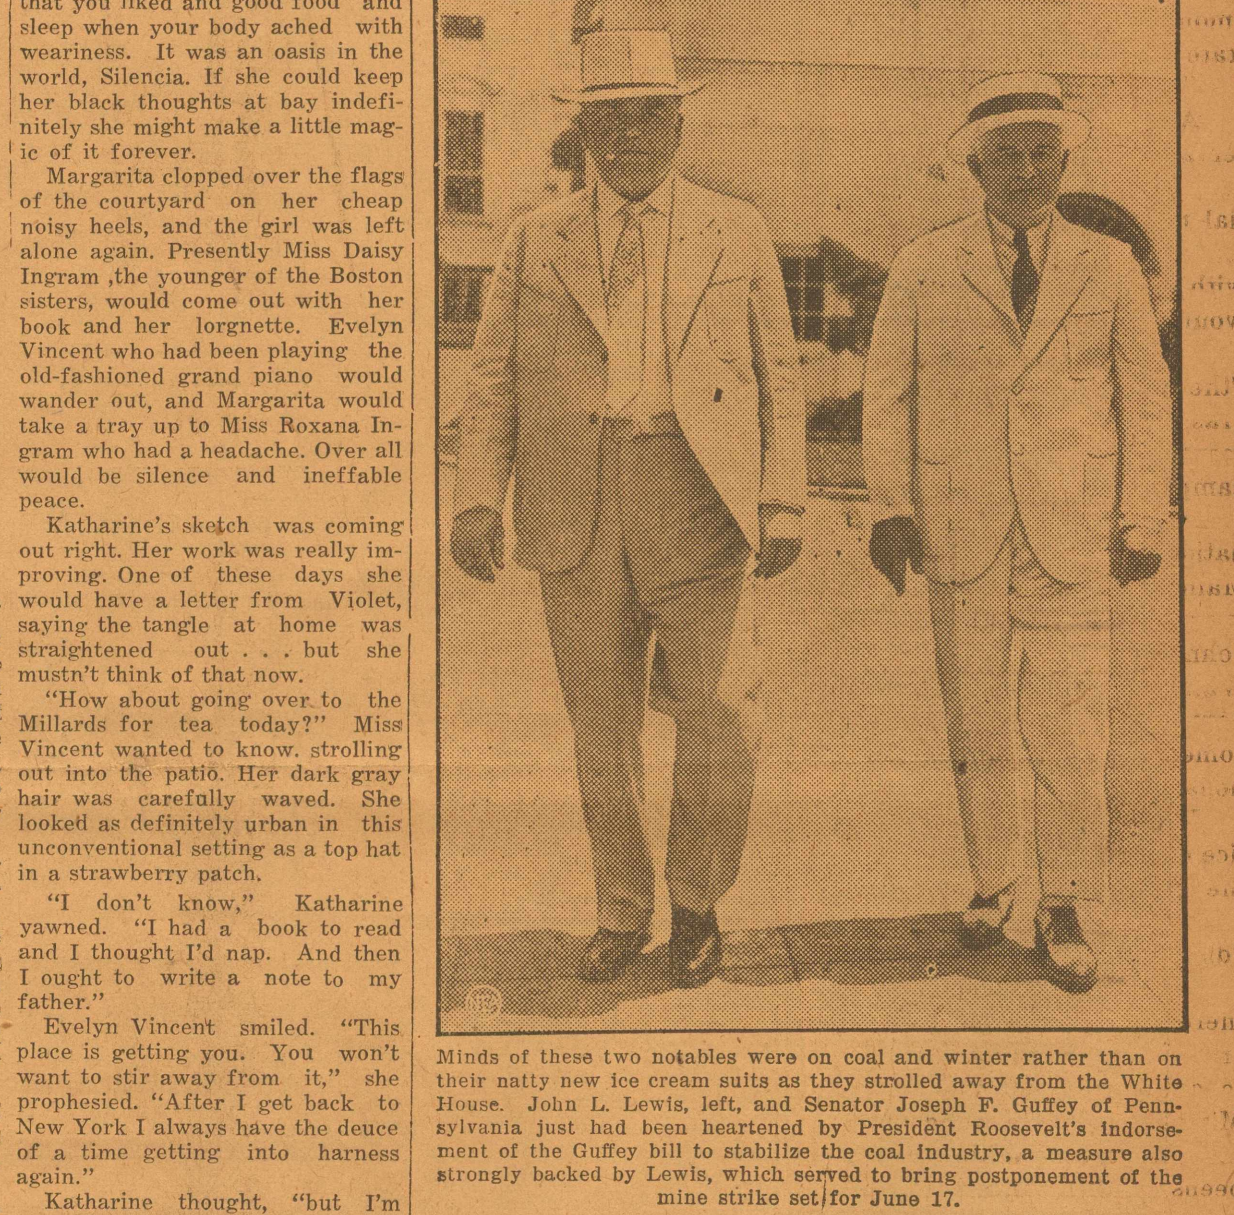 that you liked and good food and
sleep when your body ached with
weariness. It was an oasis in the
world, Silencia. If she could keep
her black thoughts at bay indefi-
nitely she might make a little mag-
ic of it forever.
Margarita clopped over the flags
of the courtyard on her cheap
noisy heels, and the girl was left
alone again. Presently Miss Daisy
Ingram ,the younger of the Boston
sisters, would come out with her
book and her lorgnette. Evelyn
Vincent who had been playing the
old-fashioned grand piano would
wander out, and Margarita would
take a tray up to Miss Roxana In-
gram who had a headache. Over all
would be silence and ineffable
peace.
Katharine's sketch was coming
out right. Her work was really im-
proving. One of these days she
would have a letter from Violet,
saying the tangle at home was
straightened out . . . but she
mustn't think of that now.
"How about going over to the
Millards for tea today?" Miss
Vincent wanted to know. strolling
out into the patio. Her dark gray
hair was carefully waved. She
looked as definitely urban in this
unconventional setting as a top hat
in a strawberry patch.
"I don't know," Katharine
yawned. "I had a book to read
and I thought I'd nap. And then
I ought to write a note to my
father."
Evelyn Vincent smiled. "This
place is getting you. You won't
want to stir away from it," she
prophesied. "After I get back to
New York I always have the deuce
of a time getting into harness
again."
Katharine thought, "but I'm
Minds of these two notables were on coal and winter rather than on
their natty new ice cream suits as they strolled away from the White
House. John L. Lewis, left, and Senator Joseph F. Guffey of Penn-
sylvania just had been heartened by President Roosevelt's indorse-
ment of the Guffey bill to stabilize the coal industry, a measure also
strongly backed by Lewis, which served to bring postponement of the
mine strike set for June 17.